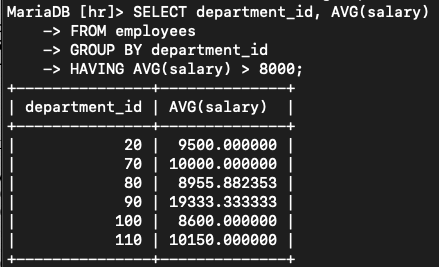 MariaDB [hr]> SELECT department_id, AVG(salary)
    -> FROM employees
    -> GROUP BY department_id
    -> HAVING AVG(salary) > 8000;
+---------------+--------------+
| department_id | AVG(salary)  |
+---------------+--------------+
|            20 |  9500.000000 |
|            70 | 10000.000000 |
|            80 |  8955.882353 |
|            90 | 19333.333333 |
|           100 |  8600.000000 |
|           110 | 10150.000000 |
+---------------+--------------+